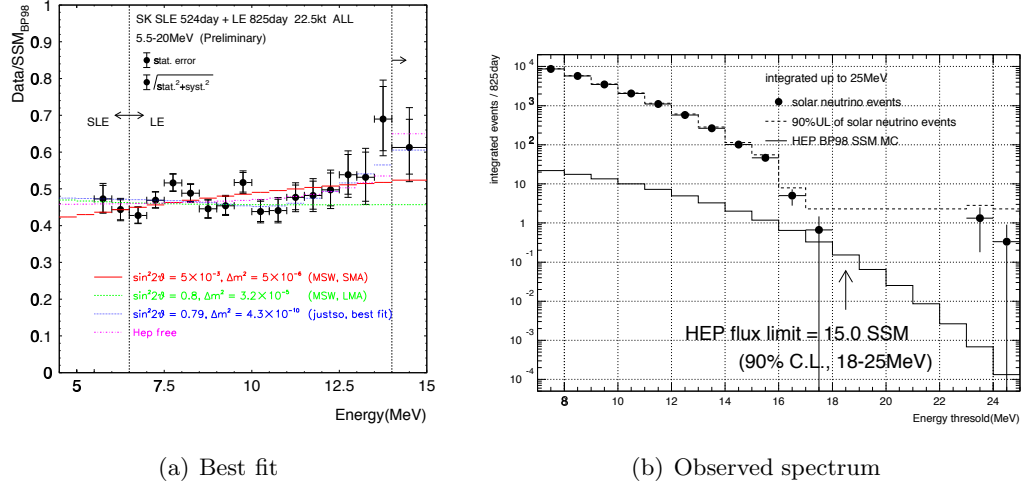 SK SLE 524day + LE 825day 22.5kt ALL
5.5-20MeV (Preliminary)
stat. error
√stat.²+syst.²
SLE LE
Data/SSM_BP98
1
0.9
0.8
0.7
0.6
0.5
0.4
0.3
0.2
0.1
0
sin²2ϑ = 5×10⁻³, Δm² = 5×10⁻⁶ (MSW, SMA)
sin²2ϑ = 0.8, Δm² = 3.2×10⁻⁵ (MSW, LMA)
sin²2ϑ = 0.79, Δm² = 4.3×10⁻¹⁰ (justso, best fit)
Hep free
5 7.5 10 12.5 15
Energy(MeV)
(a) Best fit
integrated events / 825day
10⁴
10³
10²
10
1
10⁻¹
10⁻²
10⁻³
10⁻⁴
integrated up to 25MeV
solar neutrino events
90%UL of solar neutrino events
HEP BP98 SSM MC
HEP flux limit = 15.0 SSM
(90% C.L., 18-25MeV)
8 10 12 14 16 18 20 22 24
Energy thresold(MeV)
(b) Observed spectrum